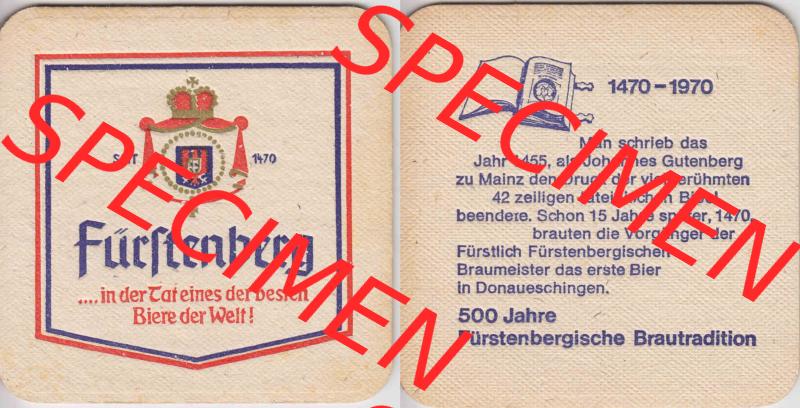 SEIT 1470
Fürstenberg
....in der Tat eines der besten
Biere der Welt!
1470-1970
Man schrieb das
Jahr 1455, als Johannes Gutenberg
zu Mainz den Druck der vielberühmten
42 zeiligen lateinischen Bibel
beendete. Schon 15 Jahre später, 1470,
brauten die Vorgänger der
Fürstlich Fürstenbergischen
Braumeister das erste Bier
in Donaueschingen.
500 Jahre
Fürstenbergische Brautradition
SPECIMEN
SPECIMEN
SPECIMEN